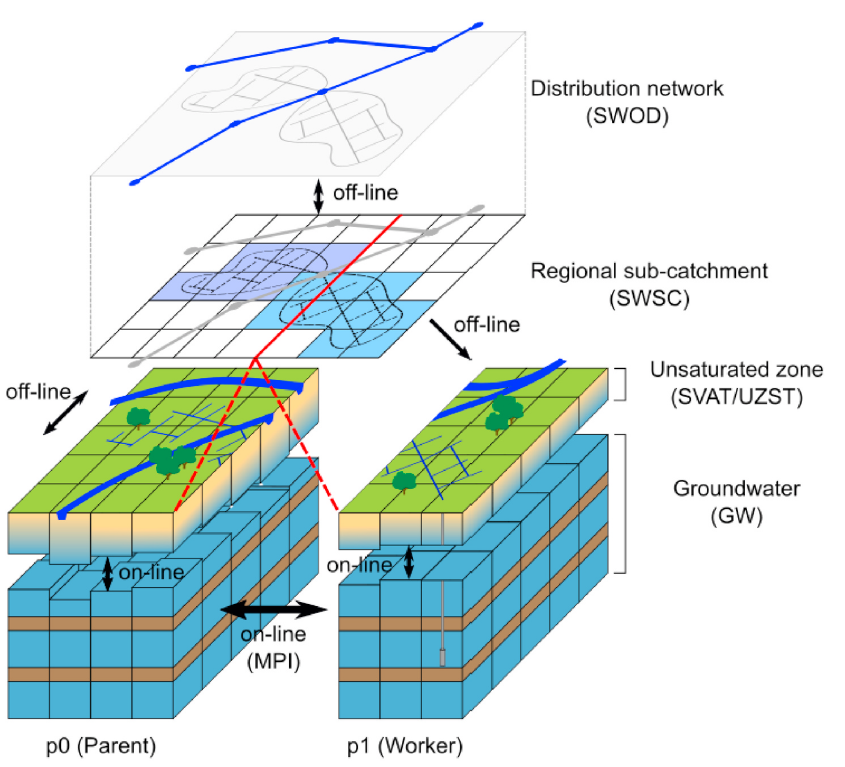 Distribution network
(SWOD)
off-line
Regional sub-catchment
(SWSC)
off-line
off-line
Unsaturated zone
(SVAT/UZST)
Groundwater
(GW)
on-line
on-line
on-line
(MPI)
p0 (Parent)
p1 (Worker)